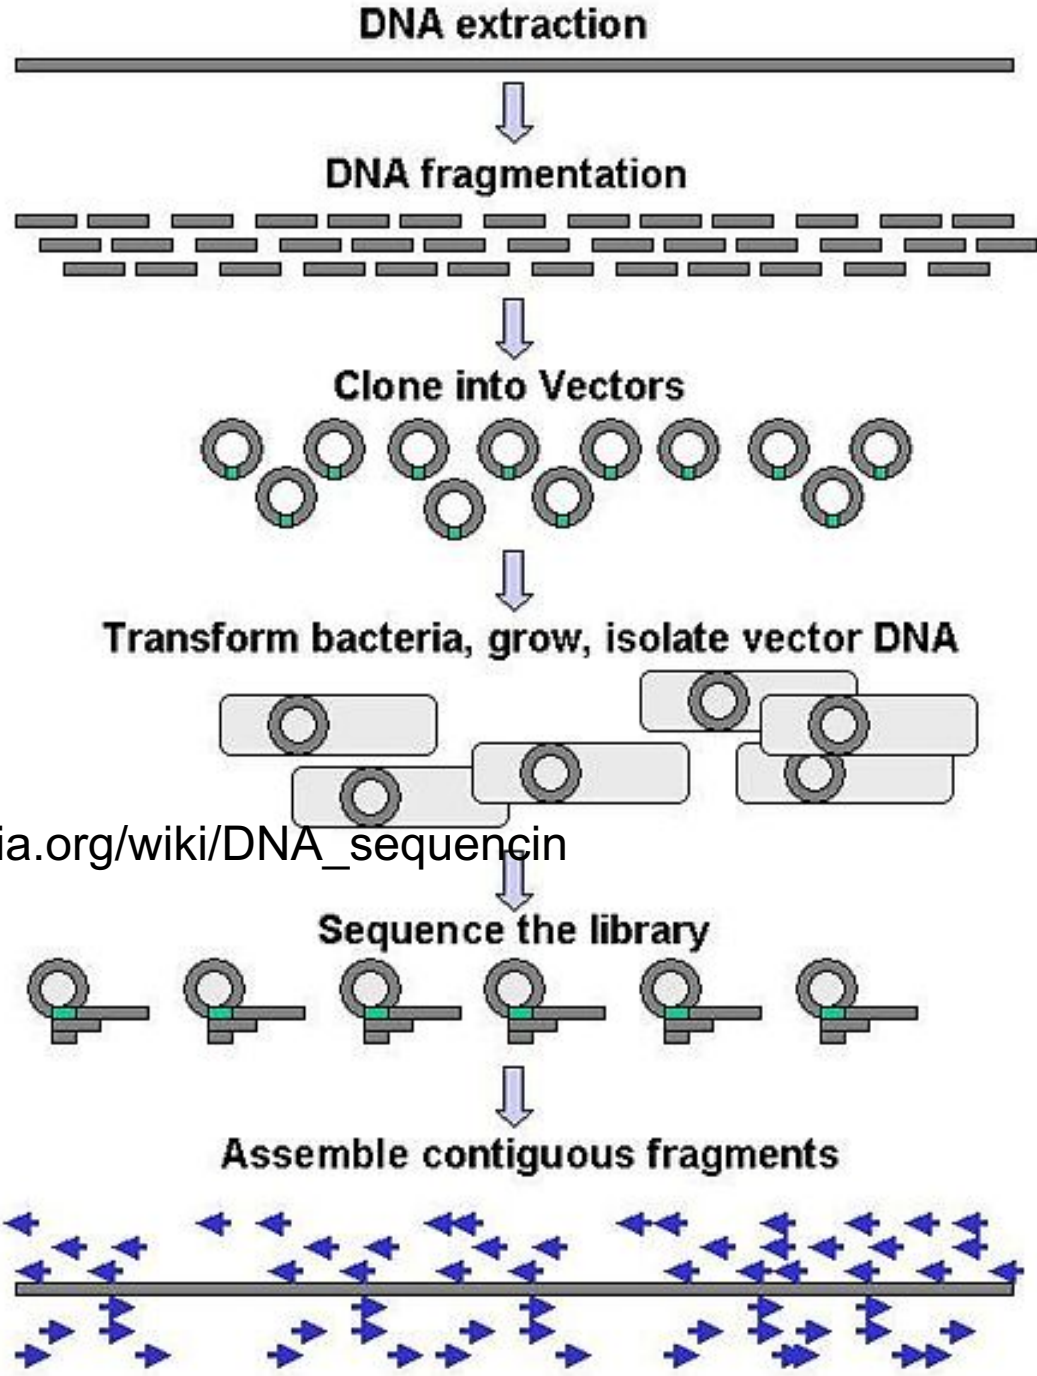 DNA extraction
DNA fragmentation
Clone into Vectors
Transform bacteria, grow, isolate vector DNA
ia.org/wiki/DNA_sequencin
Sequence the library
Assemble contiguous fragments